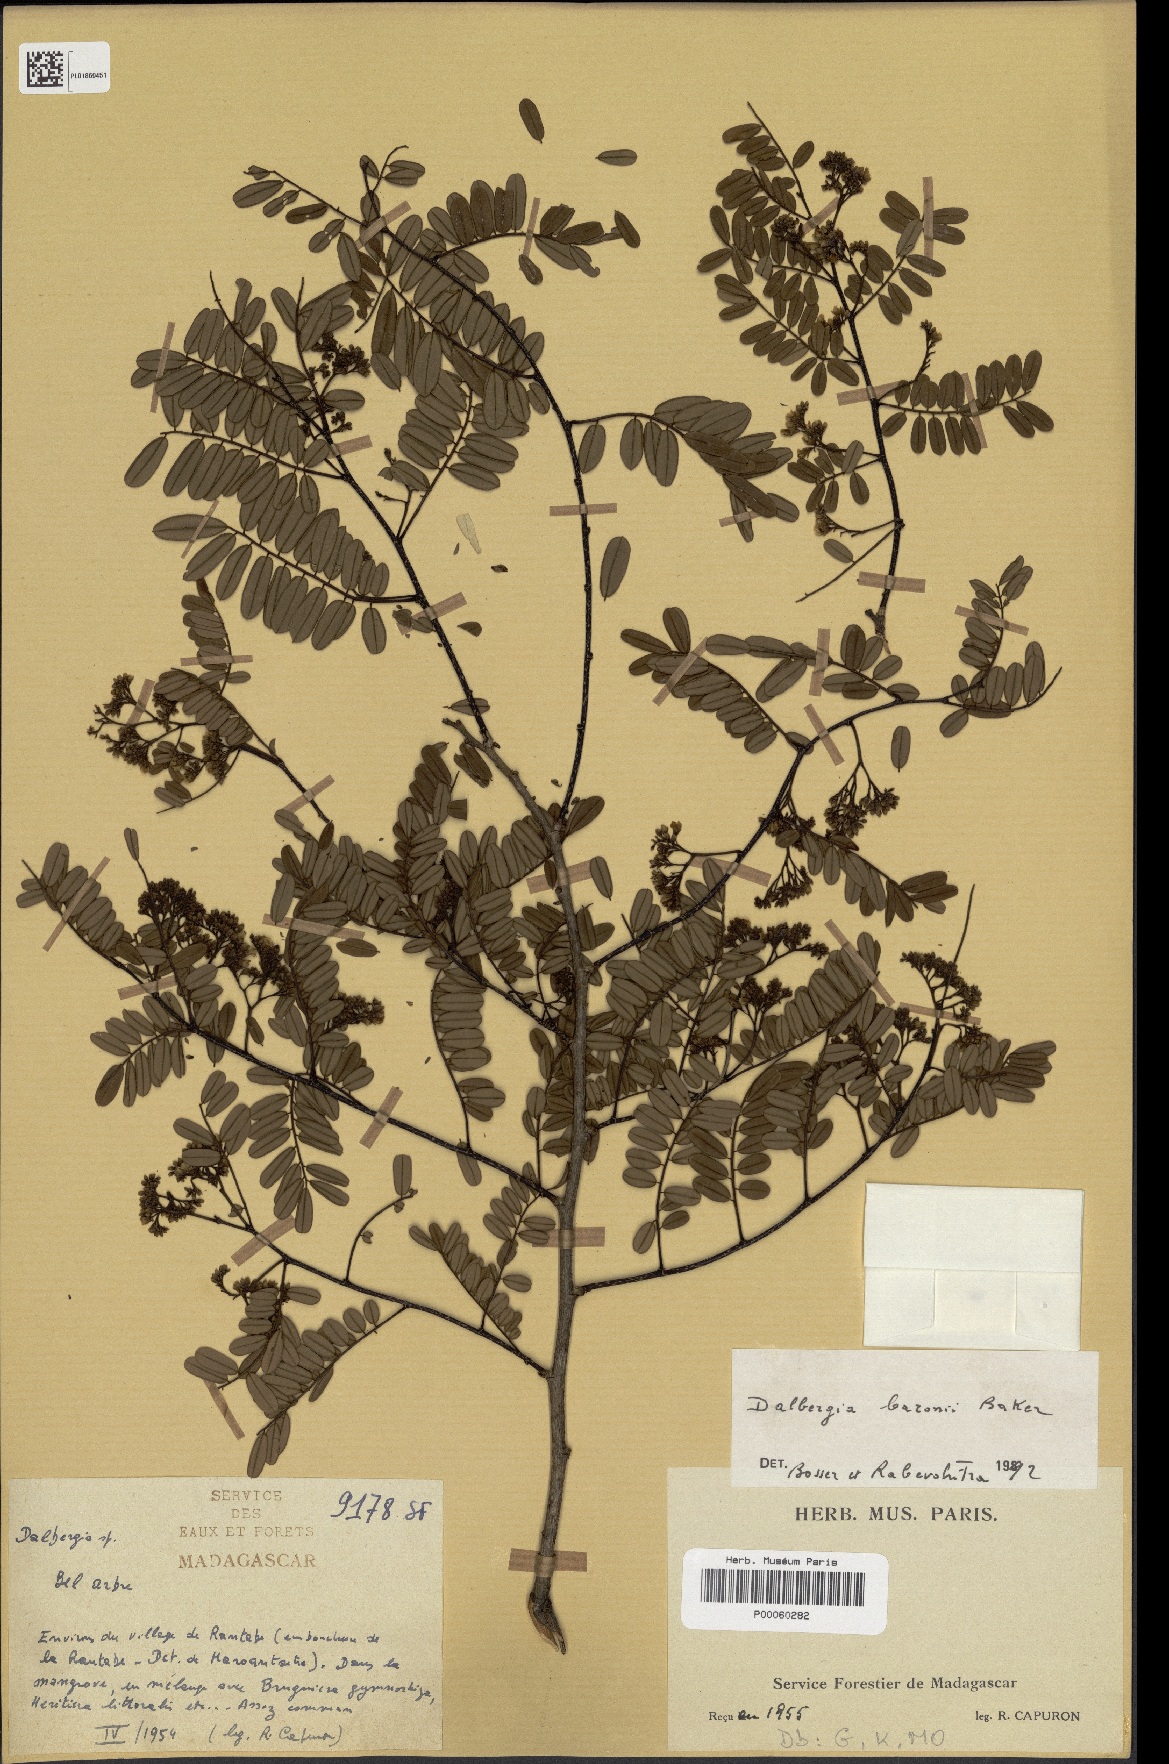 PL01809451
Dalbergia baronii Baker
DET. Bosser et Rabevohitra 1992
HERB. MUS. PARIS.
Herb. Muséum Paris
P00060282
Service Forestier de Madagascar
Reçu en 1955 leg. R. CAPURON
Db: G, K, MO
SERVICE
DES
EAUX ET FORETS
MADAGASCAR
9178 SF
Dalbergia sp.
Bel arbre
Environs du village de Rantabe (embouchure de
la Rantabe - Dct. de Maroantsetra). Dans la
mangrove, en mélange avec Bruguiera gymnorhiza,
Heritiera littoralis etc... Assez commun
IV/1954 (leg. R. Capuron)